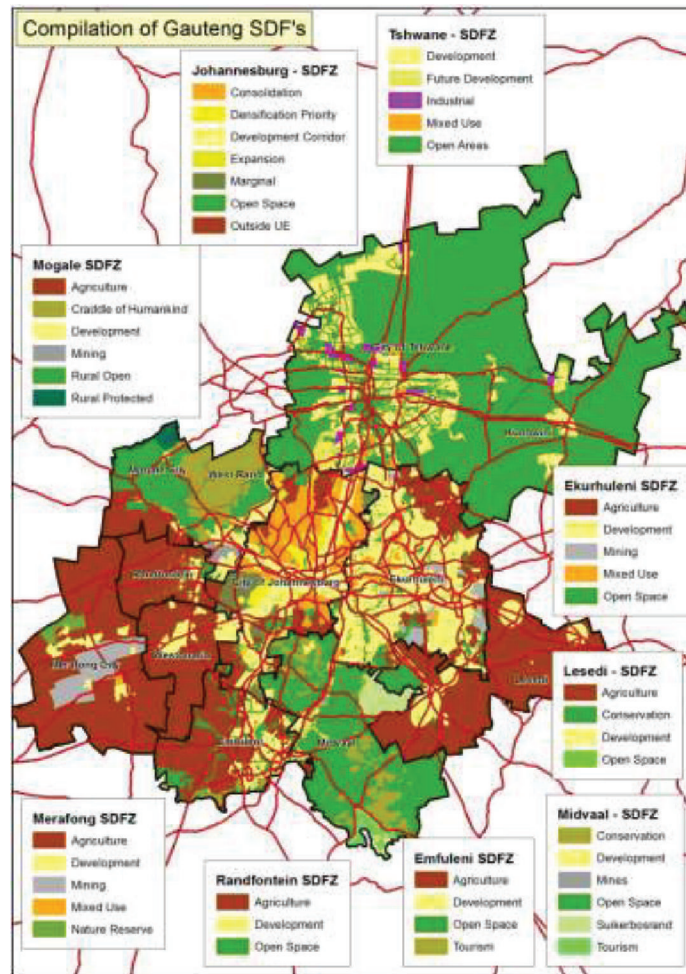 Compilation of Gauteng SDF's
Johannesburg - SDFZ
Consolidation
Densification Priority
Development Corridor
Expansion
Marginal
Open Space
Outside UE
Tshwane - SDFZ
Development
Future Development
Industrial
Mixed Use
Open Areas
Mogale SDFZ
Agriculture
Craddle of Humankind
Development
Mining
Rural Open
Rural Protected
City of Tshwane
Mogale City
West Rand
Randfontein
City of Johannesburg
Ekurhuleni
Merafong City
Westonaria
Lesedi
Emfuleni
Midvaal
Ekurhuleni SDFZ
Agriculture
Development
Mining
Mixed Use
Open Space
Lesedi - SDFZ
Agriculture
Conservation
Development
Open Space
Merafong SDFZ
Agriculture
Development
Mining
Mixed Use
Nature Reserve
Randfontein SDFZ
Agriculture
Development
Open Space
Emfuleni SDFZ
Agriculture
Development
Open Space
Tourism
Midvaal - SDFZ
Conservation
Development
Mines
Open Space
Suikerbosrand
Tourism